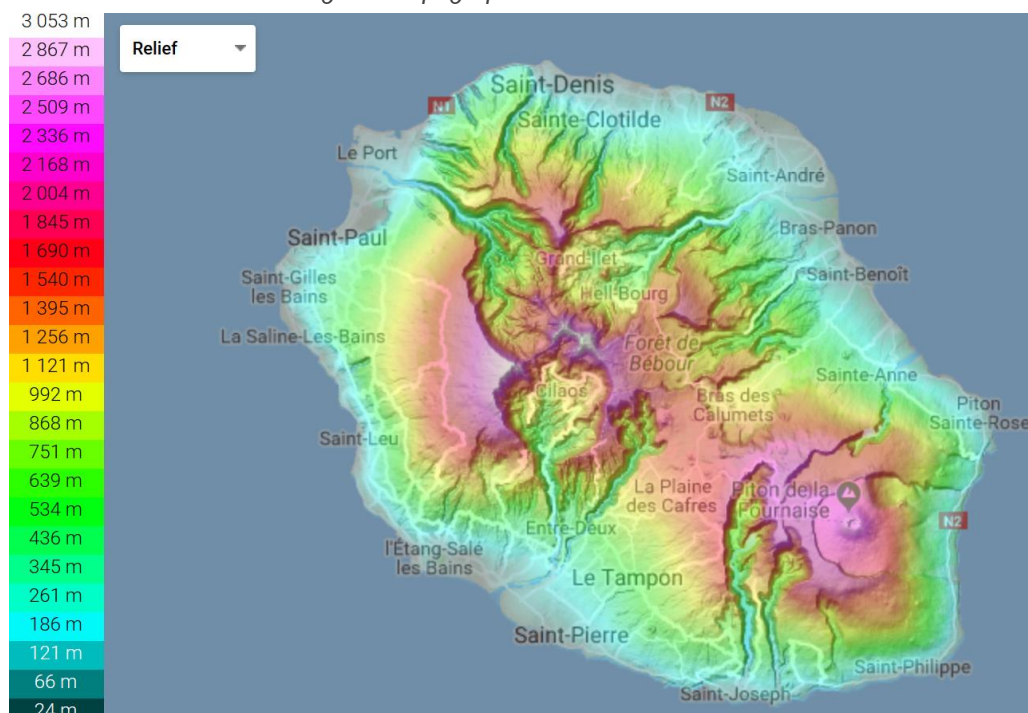 3 053 m
2 867 m
2 686 m
2 509 m
2 336 m
2 168 m
2 004 m
1 845 m
1 690 m
1 540 m
1 395 m
1 256 m
1 121 m
992 m
868 m
751 m
639 m
534 m
436 m
345 m
261 m
186 m
121 m
66 m
24 m
Relief
Saint-Denis
N1
N2
Sainte-Clotilde
Le Port
Saint-André
Saint-Paul
Bras-Panon
Grand-Ilet
Saint-Gilles
les Bains
Hell-Bourg
Saint-Benoît
La Saline-Les-Bains
Forêt de
Bébour
Sainte-Anne
Cilaos
Bras des
Calumets
Piton
Sainte-Rose
Saint-Leu
La Plaine
des Cafres
Piton de la
Fournaise
N2
Entre-Deux
l'Étang-Salé
les Bains
Le Tampon
Saint-Pierre
Saint-Philippe
Saint-Joseph